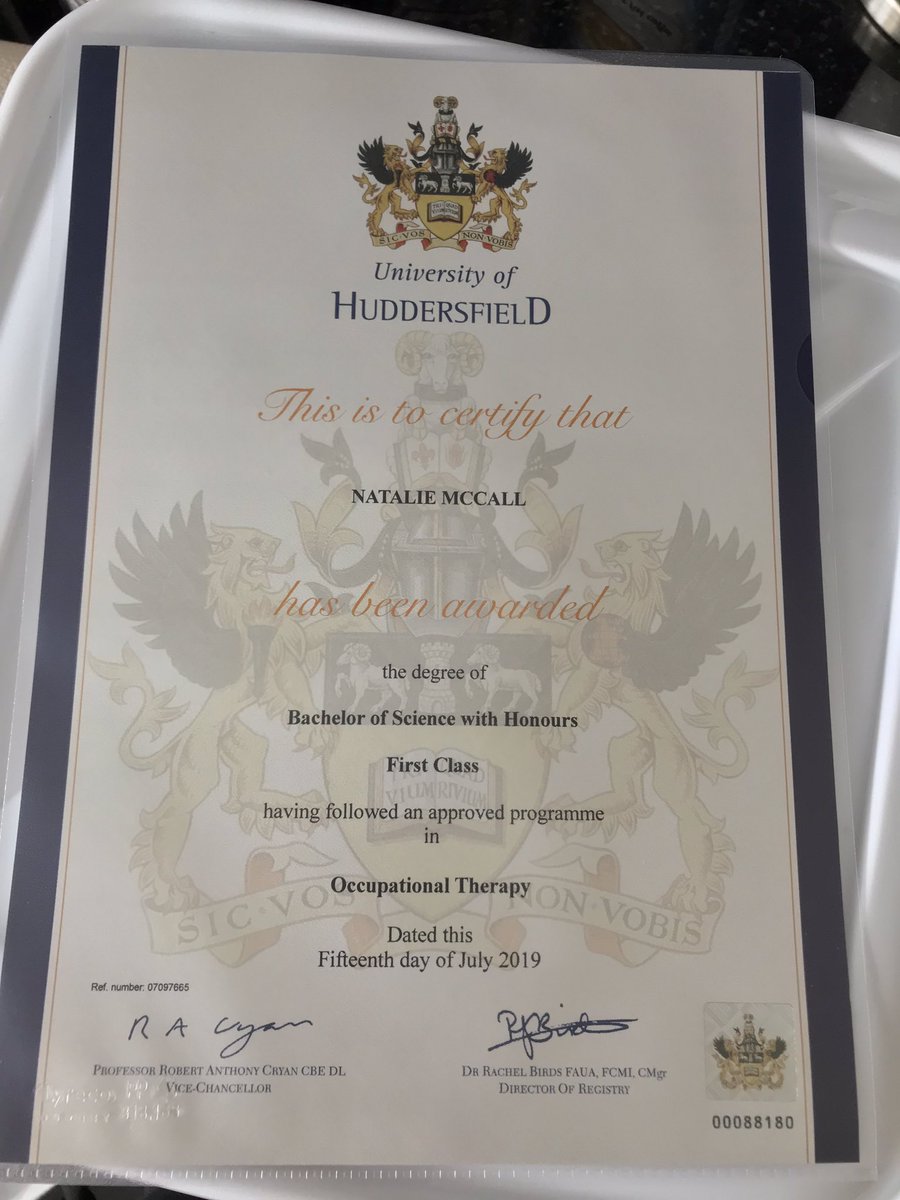 SIC·VOS NON·VOBIS
University of
HUDDERSFIELD
This is to certify that
NATALIE MCCALL
has been awarded
the degree of
Bachelor of Science with Honours
First Class
having followed an approved programme
in
Occupational Therapy
SIC·VOS NON·VOBIS
Dated this
Fifteenth day of July 2019
Ref. number: 07097665
R A Cryan
PROFESSOR ROBERT ANTHONY CRYAN CBE DL
VICE-CHANCELLOR
DR RACHEL BIRDS FAUA, FCMI, CMgr
DIRECTOR OF REGISTRY
00088180